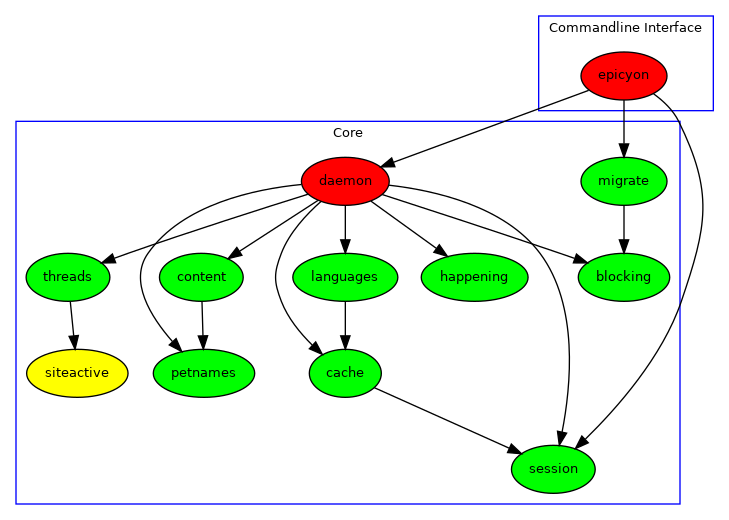 Commandline Interface
epicyon
Core
daemon
migrate
threads
content
languages
happening
blocking
siteactive
petnames
cache
session